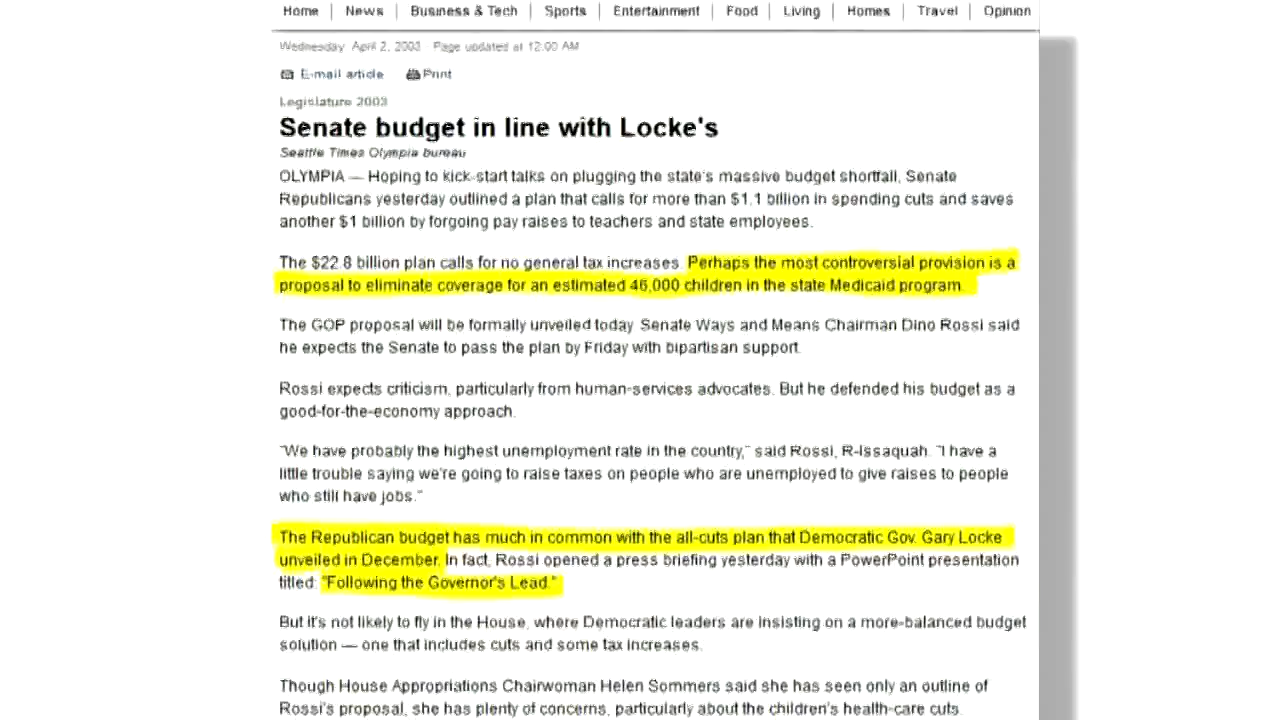 Home | News | Business & Tech | Sports | Entertainment | Food | Living | Homes | Travel | Opinion
Wednesday, April 2, 2003 Page updated at 12:00 AM
E-mail article Print
Legislature 2003
Senate budget in line with Locke's
Seattle Times Olympia bureau
OLYMPIA — Hoping to kick-start talks on plugging the state's massive budget shortfall, Senate
Republicans yesterday outlined a plan that calls for more than $1.1 billion in spending cuts and saves
another $1 billion by forgoing pay raises to teachers and state employees.
The $22.8 billion plan calls for no general tax increases. Perhaps the most controversial provision is a
proposal to eliminate coverage for an estimated 46,000 children in the state Medicaid program.
The GOP proposal will be formally unveiled today. Senate Ways and Means Chairman Dino Rossi said
he expects the Senate to pass the plan by Friday with bipartisan support.
Rossi expects criticism, particularly from human-services advocates. But he defended his budget as a
good-for-the-economy approach.
"We have probably the highest unemployment rate in the country," said Rossi, R-Issaquah. "I have a
little trouble saying we're going to raise taxes on people who are unemployed to give raises to people
who still have jobs."
The Republican budget has much in common with the all-cuts plan that Democratic Gov. Gary Locke
unveiled in December. In fact, Rossi opened a press briefing yesterday with a PowerPoint presentation
titled: "Following the Governor's Lead."
But it's not likely to fly in the House, where Democratic leaders are insisting on a more-balanced budget
solution — one that includes cuts and some tax increases.
Though House Appropriations Chairwoman Helen Sommers said she has seen only an outline of
Rossi's proposal, she has plenty of concerns, particularly about the children's health-care cuts.